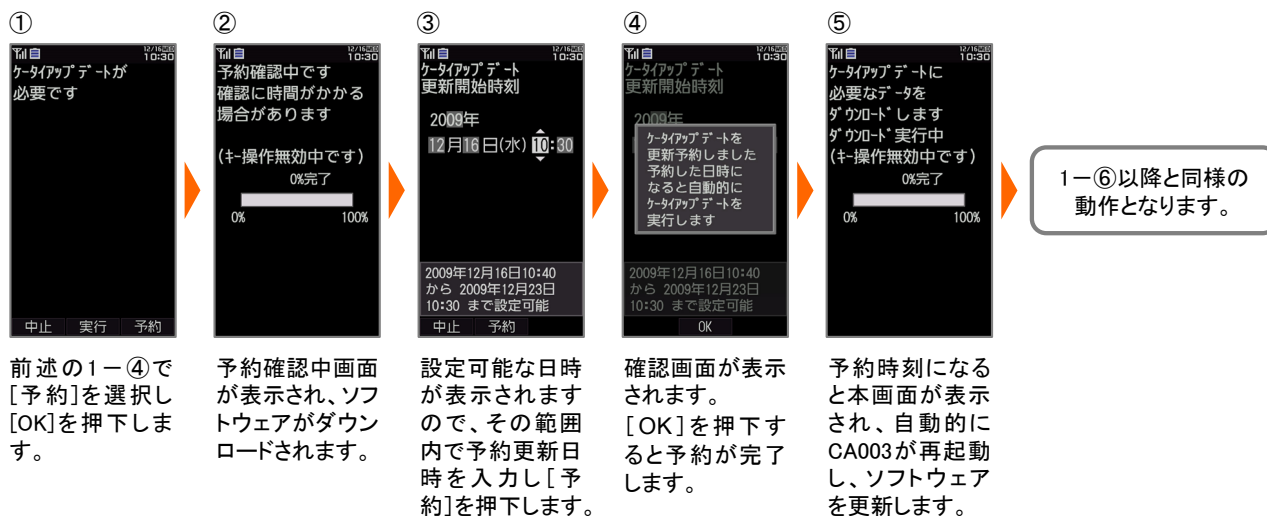 ①
12/16(水)
10:30
ケータイアップデートが
必要です
中止 実行 予約
前述の1－④で
[予約]を選択し
[OK]を押下しま
す。
②
12/16(水)
10:30
予約確認中です
確認に時間がかかる
場合があります
(キー操作無効中です)
0%完了
0% 100%
予約確認中画面
が表示され、ソフ
トウェアがダウン
ロードされます。
③
12/16(水)
10:30
ケータイアップデート
更新開始時刻
2009年
12月16日(水) 10:30
2009年12月16日10:40
から 2009年12月23日
10:30 まで設定可能
中止 予約
設定可能な日時
が表示されます
ので、その範囲
内で予約更新日
時を入力し[予
約]を押下します。
④
12/16(水)
10:30
ケータイアップデート
更新開始時刻
2009年
ケータイアップデートを
更新予約しました
予約した日時に
なると自動的に
ケータイアップデートを
実行します
2009年12月16日10:40
から 2009年12月23日
10:30 まで設定可能
OK
確認画面が表示
されます。
[OK]を押下す
ると予約が完了
します。
⑤
12/16(水)
10:30
ケータイアップデートに
必要なデータを
ダウンロードします
ダウンロード実行中
(キー操作無効中です)
0%完了
0% 100%
予約時刻になる
と本画面が表示
され、自動的に
CA003が再起動
し、ソフトウェア
を更新します。
1－⑥以降と同様の
動作となります。